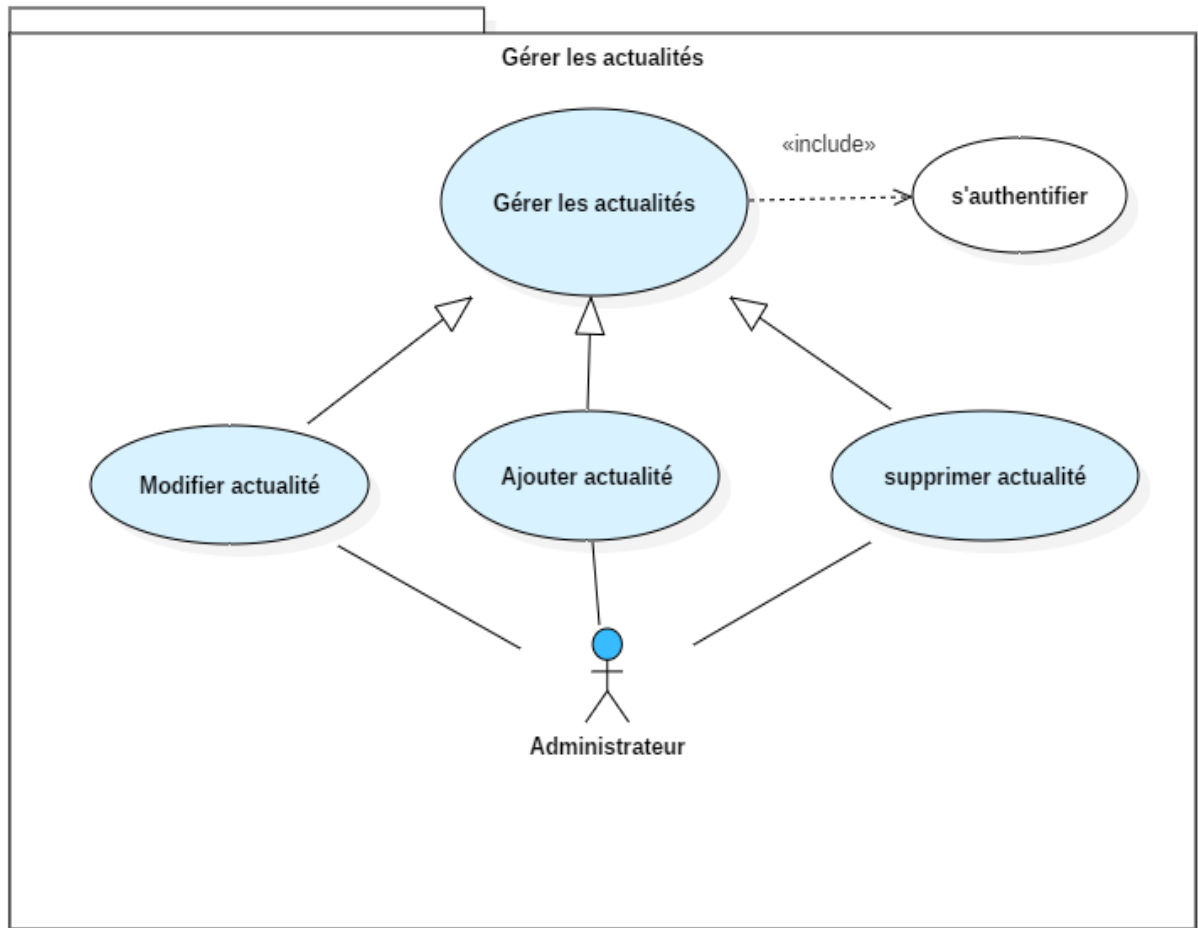 Gérer les actualités
«include»
Gérer les actualités
s'authentifier
Modifier actualité
Ajouter actualité
supprimer actualité
Administrateur